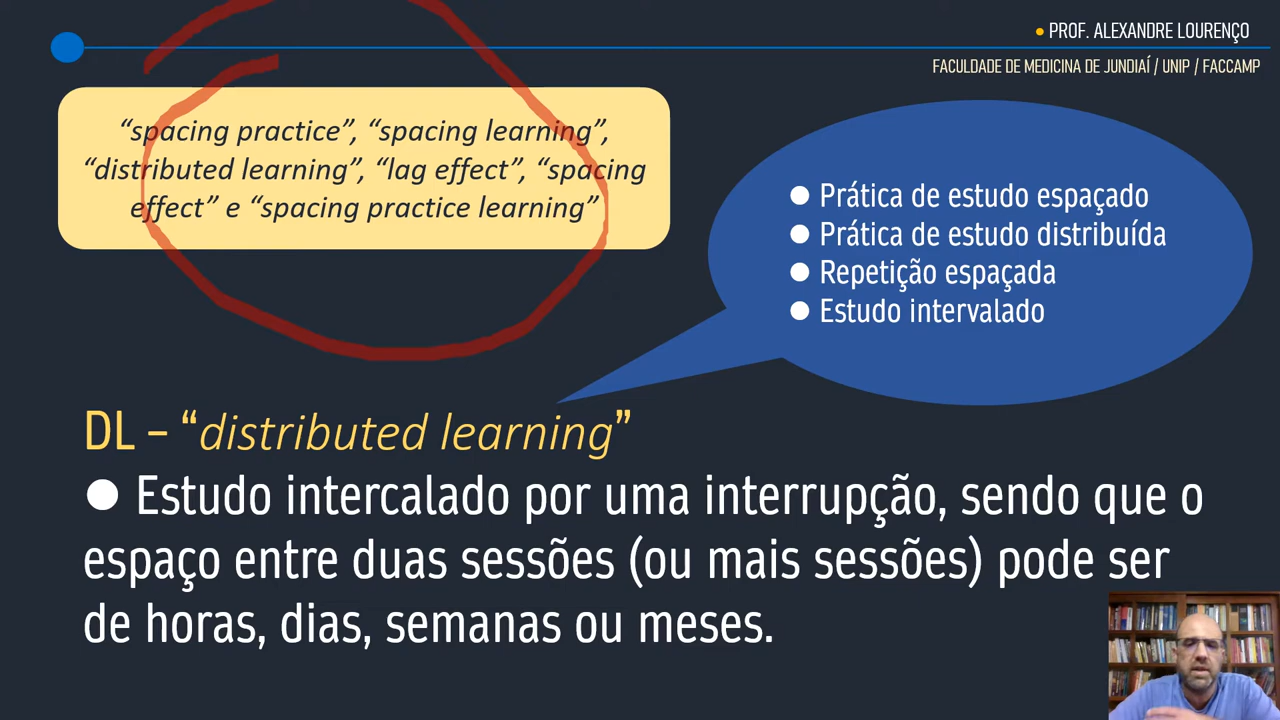 ● PROF. ALEXANDRE LOURENÇO
FACULDADE DE MEDICINA DE JUNDIAÍ / UNIP / FACCAMP
“spacing practice”, “spacing learning”,
“distributed learning”, “lag effect”, “spacing
effect” e “spacing practice learning”
● Prática de estudo espaçado
● Prática de estudo distribuída
● Repetição espaçada
● Estudo intervalado
DL – “distributed learning”
● Estudo intercalado por uma interrupção, sendo que o
espaço entre duas sessões (ou mais sessões) pode ser
de horas, dias, semanas ou meses.